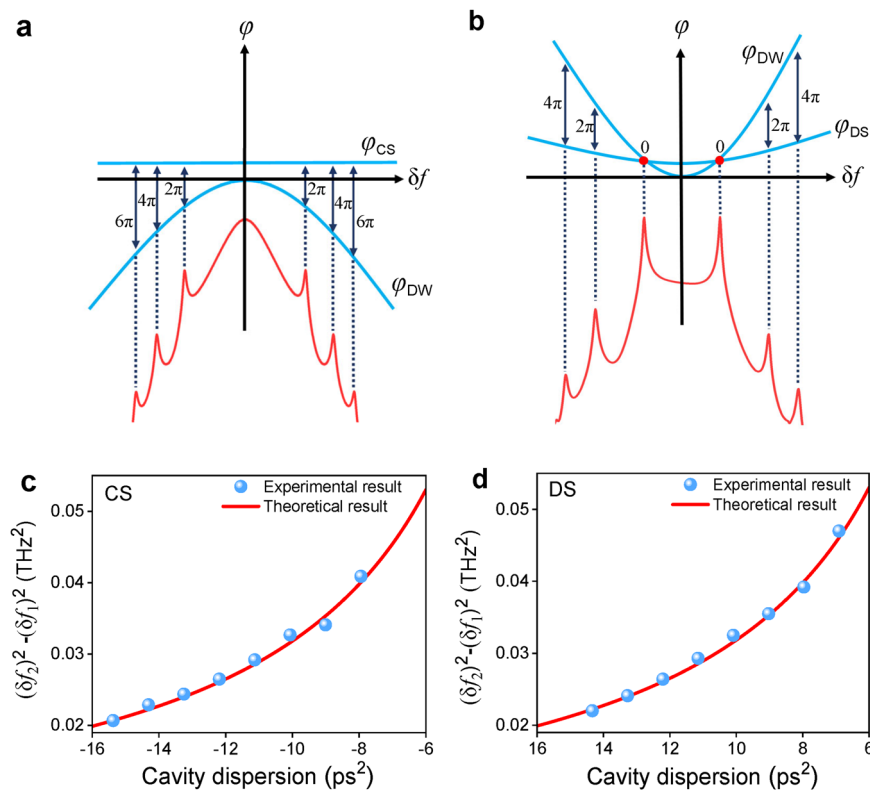 a
φ
φCS
δf
6π 4π 2π 2π 4π 6π
φDW
b
φ
φDW
4π 2π 0 0 2π 4π
φDS
δf
c
CS
Experimental result
Theoretical result
0.05
0.04
0.03
0.02
(δf₂)² -(δf₁)² (THz²)
-16 -14 -12 -10 -8 -6
Cavity dispersion (ps²)
d
DS
Experimental result
Theoretical result
0.05
0.04
0.03
0.02
(δf₂)²-(δf₁)² (THz²)
16 14 12 10 8 6
Cavity dispersion (ps²)